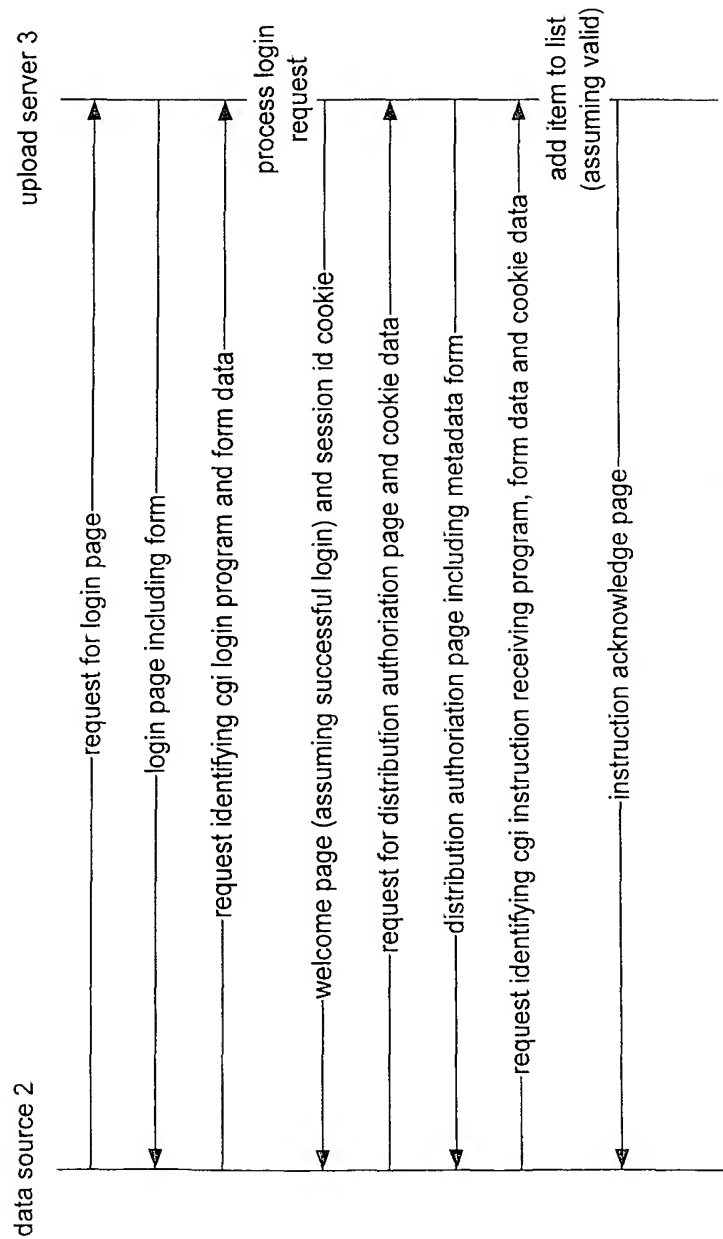 data source 2
upload server 3
request for login page
login page including form
request identifying cgi login program and form data
process login
request
welcome page (assuming successful login) and session id cookie
request for distribution authoriation page and cookie data
distribution authoriation page including metadata form
request identifying cgi instruction receiving program, form data and cookie data
add item to list
(assuming valid)
instruction acknowledge page